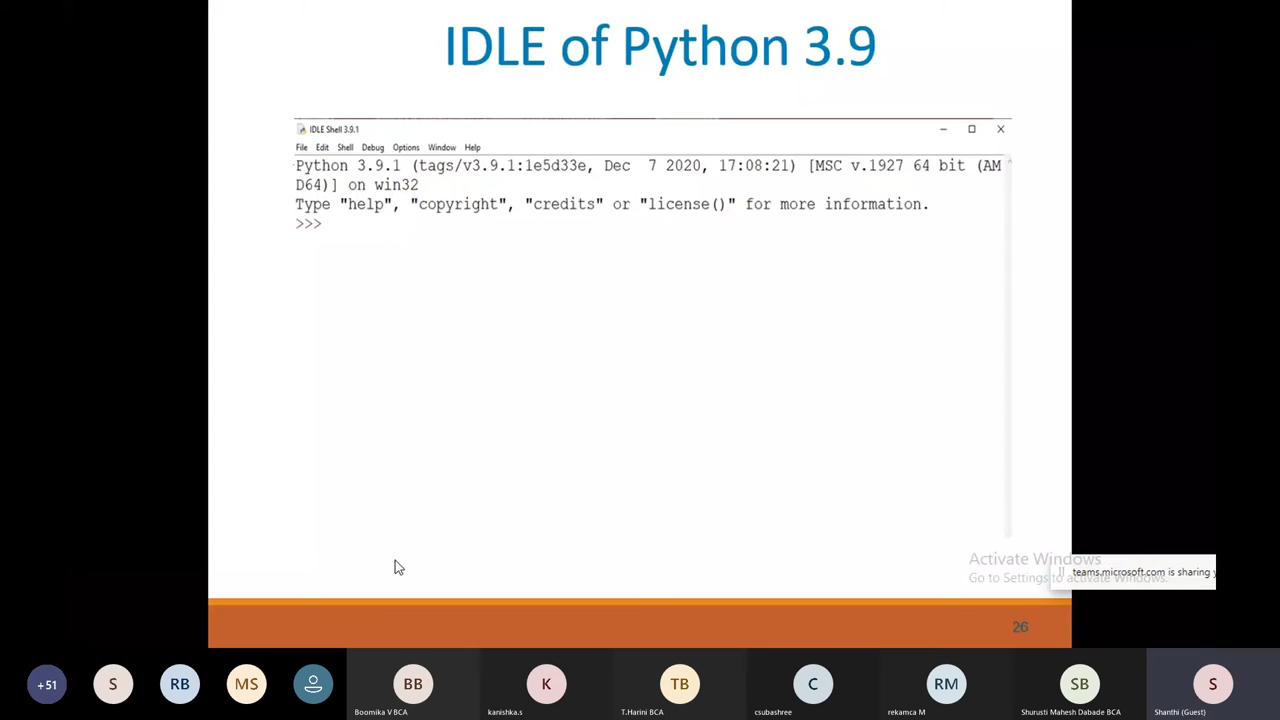 IDLE of Python 3.9
IDLE Shell 3.9.1
File Edit Shell Debug Options Window Help
Python 3.9.1 (tags/v3.9.1:1e5d33e, Dec  7 2020, 17:08:21) [MSC v.1927 64 bit (AM
D64)] on win32
Type "help", "copyright", "credits" or "license()" for more information.
>>>
Activate Windows
Go to Settings to activate Windows.
teams.microsoft.com is sharing
26
+51 S RB MS BB K TB C RM SB S
Boomika V BCA kanishka.s T.Harini BCA csubashree rekamca M Shurusti Mahesh Dabade BCA Shanthi (Guest)